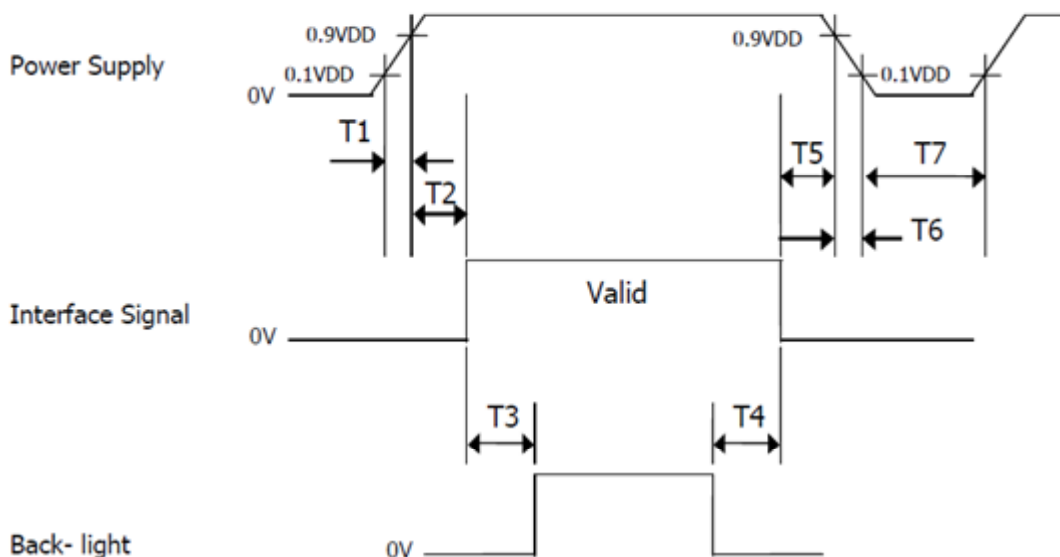 0.9VDD
0.9VDD
Power Supply
0.1VDD
0.1VDD
0V
T1
T5
T7
T2
T6
Valid
Interface Signal
0V
T3
T4
Back- light
0V